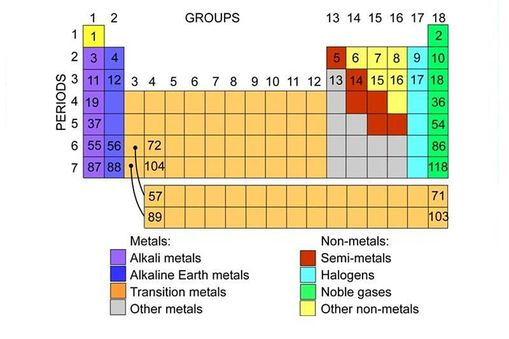 1 2 GROUPS 13 14 15 16 17 18
1 1 2
2 3 4 5 6 7 8 9 10
3 11 12 3 4 5 6 7 8 9 10 11 12 13 14 15 16 17 18
PERIODS
4 19 36
5 37 54
6 55 56 72 86
7 87 88 104 118
57 71
89 103
Metals: Non-metals:
Alkali metals Semi-metals
Alkaline Earth metals Halogens
Transition metals Noble gases
Other metals Other non-metals